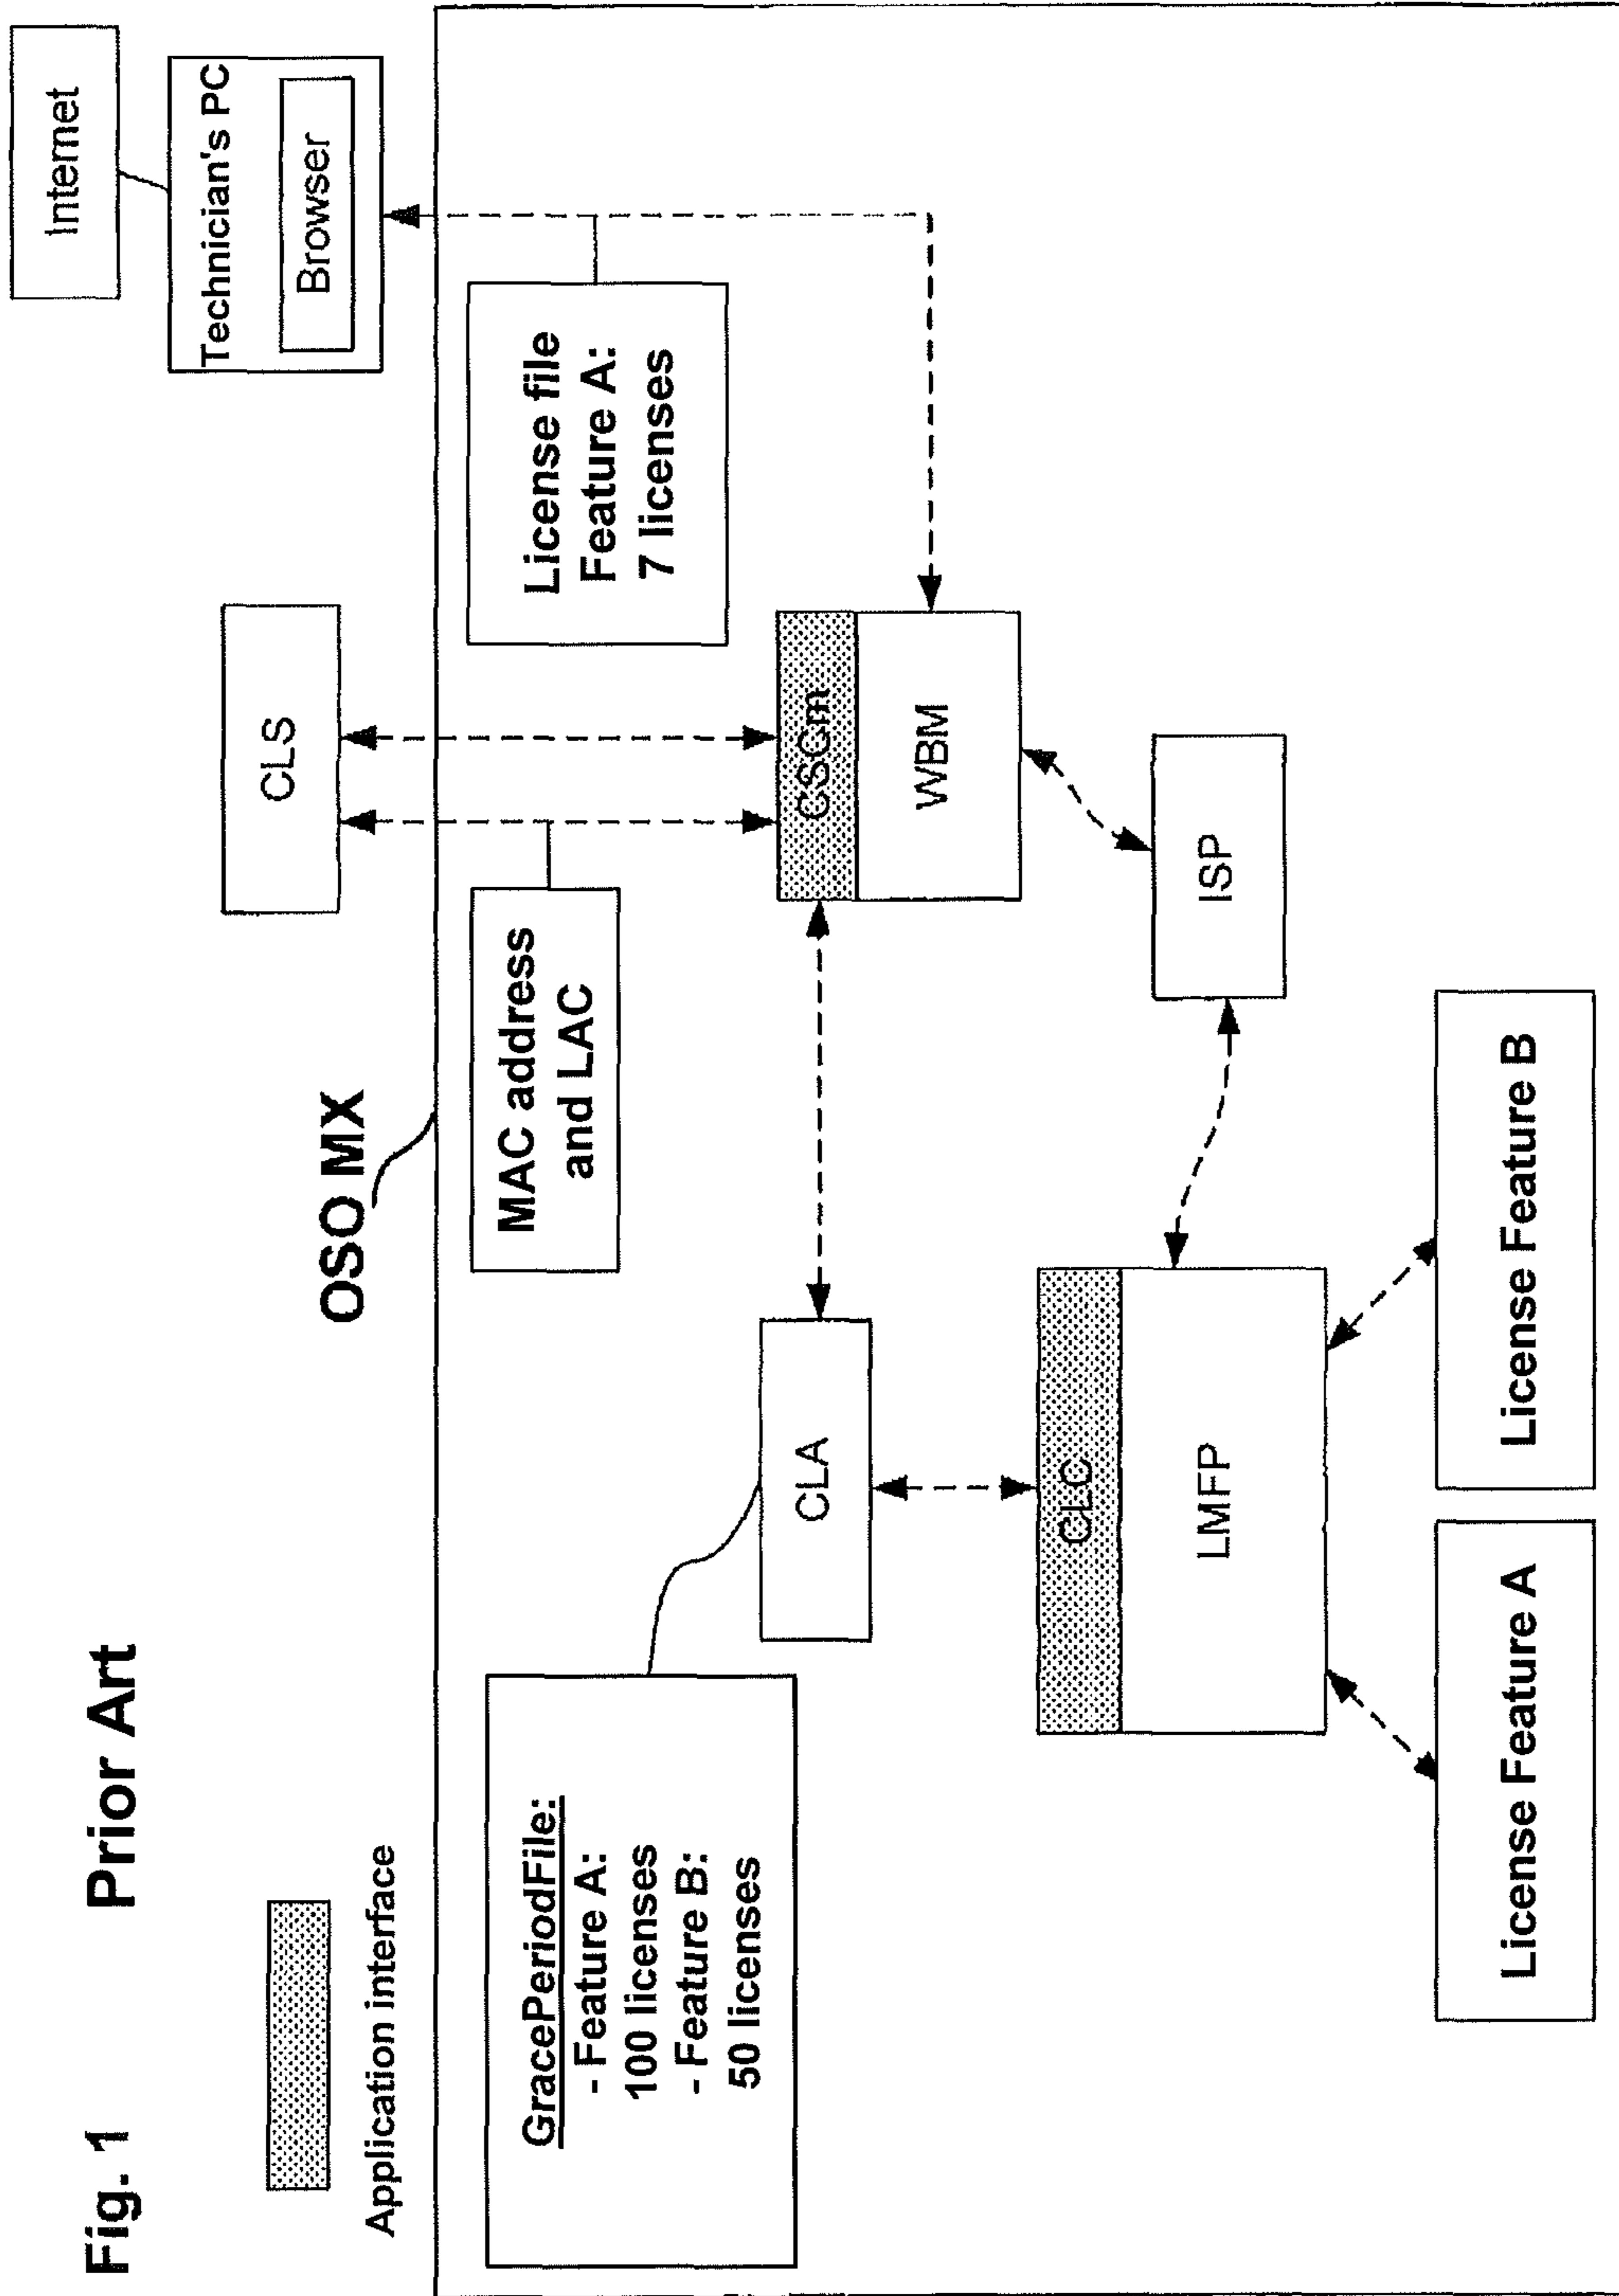 Fig. 1 Prior Art
Application interface
OSO MX
CLS
Internet
Technician's PC
Browser
GracePeriodFile:
- Feature A:
100 licenses
- Feature B:
50 licenses
MAC address
and LAC
License file
Feature A:
7 licenses
CLA
CSCm
WBM
CLC
LMFP
ISP
License Feature A
License Feature B